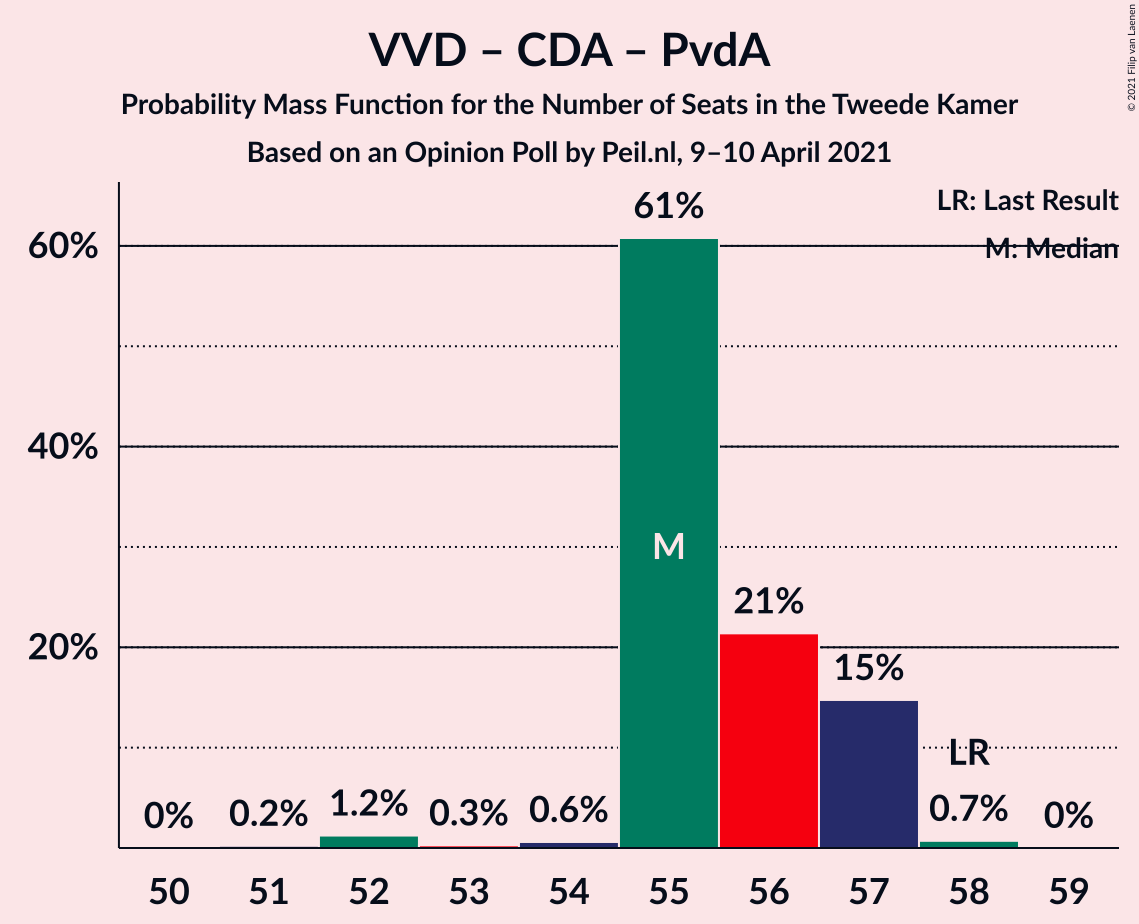 VVD – CDA – PvdA
Probability Mass Function for the Number of Seats in the Tweede Kamer
Based on an Opinion Poll by Peil.nl, 9–10 April 2021
© 2021 Filip van Laenen
LR: Last Result
M: Median
60%
40%
20%
0%
0.2%
1.2%
0.3%
0.6%
61%
M
21%
15%
LR
0.7%
0%
50 51 52 53 54 55 56 57 58 59